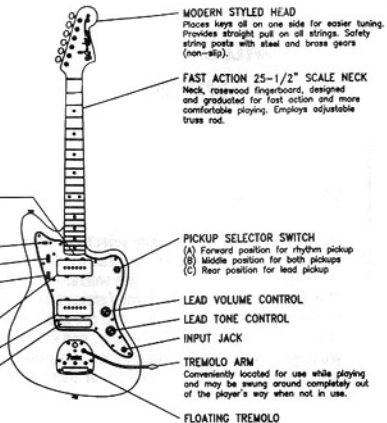 MODERN STYLED HEAD
Places keys all on one side for easier tuning.
Provides straight pull on all strings. Safety
string posts with steel and brass gears
(non-slip).
FAST ACTION 25-1/2" SCALE NECK
Neck, rosewood fingerboard, designed
and graduated for fast action and more
comfortable playing. Employs adjustable
truss rod.
PICKUP SELECTOR SWITCH
(A) Forward position for rhythm pickup
(B) Middle position for both pickups
(C) Rear position for lead pickup
LEAD VOLUME CONTROL
LEAD TONE CONTROL
INPUT JACK
TREMOLO ARM
Conveniently located for use while playing
and may be swung around completely out
of the player's way when not in use.
Fender
FLOATING TREMOLO